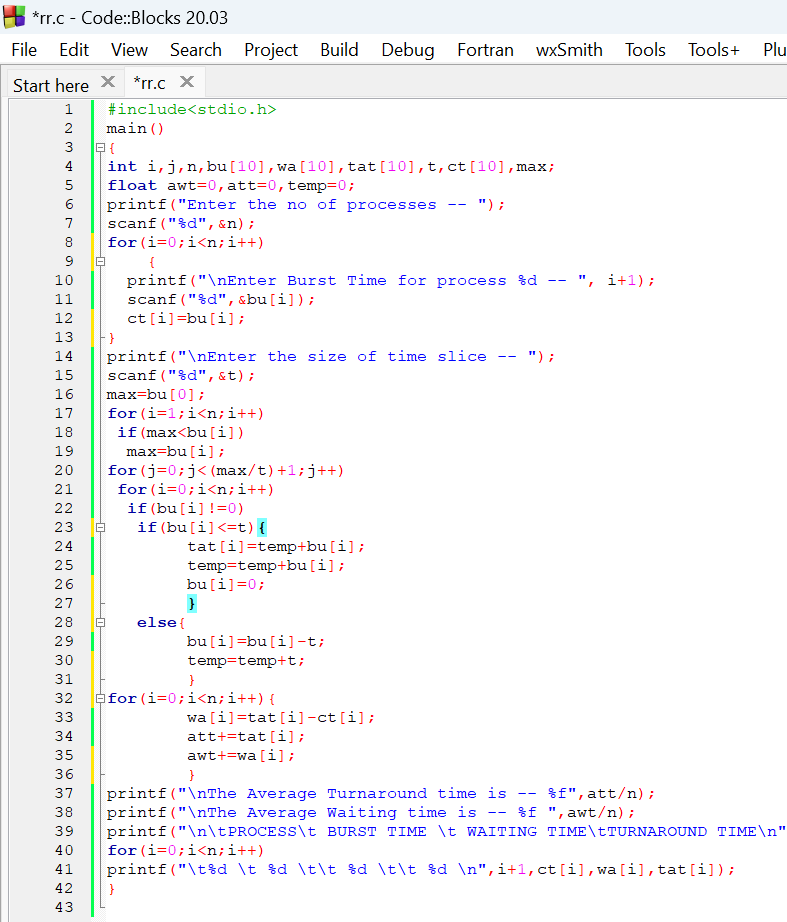 *rr.c - Code::Blocks 20.03
File Edit View Search Project Build Debug Fortran wxSmith Tools Tools+ Plu
Start here *rr.c
1 #include<stdio.h>
2 main()
3 {
4 int i,j,n,bu[10],wa[10],tat[10],t,ct[10],max;
5 float awt=0,att=0,temp=0;
6 printf("Enter the no of processes -- ");
7 scanf("%d",&n);
8 for(i=0;i<n;i++)
9 {
10 printf("\nEnter Burst Time for process %d -- ", i+1);
11 scanf("%d",&bu[i]);
12 ct[i]=bu[i];
13 }
14 printf("\nEnter the size of time slice -- ");
15 scanf("%d",&t);
16 max=bu[0];
17 for(i=1;i<n;i++)
18 if(max<bu[i])
19 max=bu[i];
20 for(j=0;j<(max/t)+1;j++)
21 for(i=0;i<n;i++)
22 if(bu[i]!=0)
23 if(bu[i]<=t){
24 tat[i]=temp+bu[i];
25 temp=temp+bu[i];
26 bu[i]=0;
27 }
28 else{
29 bu[i]=bu[i]-t;
30 temp=temp+t;
31 }
32 for(i=0;i<n;i++){
33 wa[i]=tat[i]-ct[i];
34 att+=tat[i];
35 awt+=wa[i];
36 }
37 printf("\nThe Average Turnaround time is -- %f",att/n);
38 printf("\nThe Average Waiting time is -- %f ",awt/n);
39 printf("\n\tPROCESS\t BURST TIME \t WAITING TIME\tTURNAROUND TIME\n"
40 for(i=0;i<n;i++)
41 printf("\t%d \t %d \t\t %d \t\t %d \n",i+1,ct[i],wa[i],tat[i]);
42 }
43